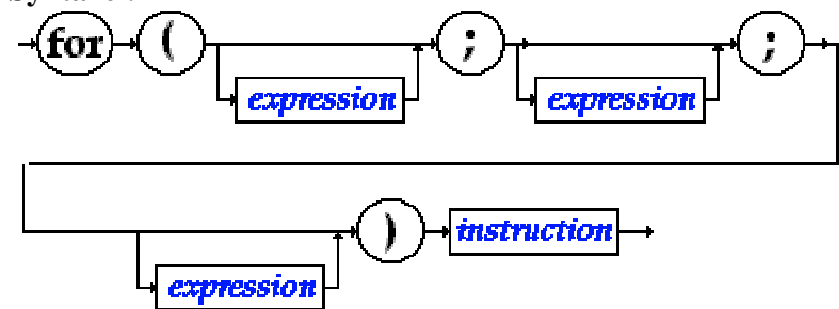 for ( ; ;
expression expression
) instruction
expression